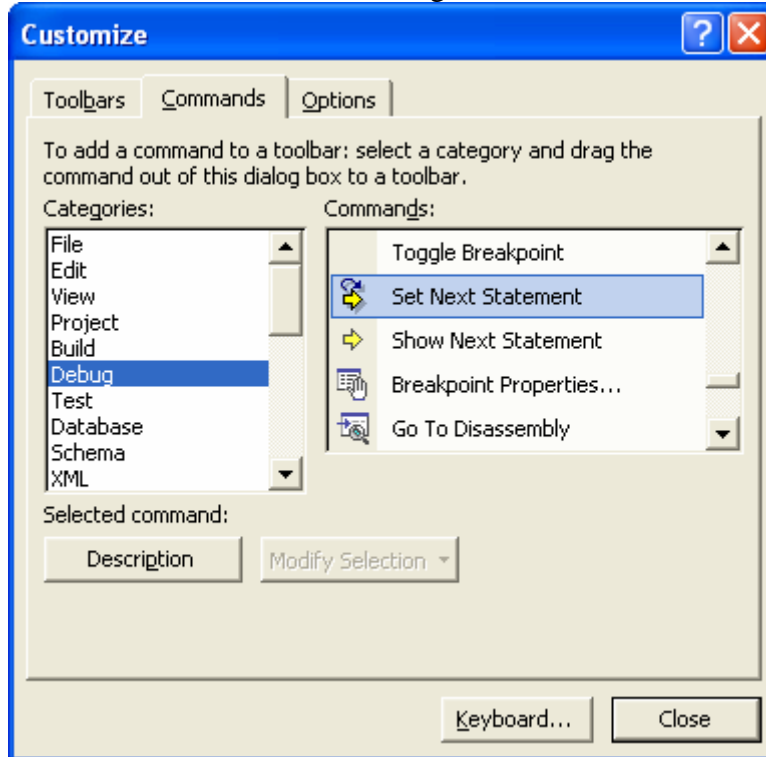 Customize
Toolbars Commands Options
To add a command to a toolbar: select a category and drag the
command out of this dialog box to a toolbar.
Categories:
File
Edit
View
Project
Build
Debug
Test
Database
Schema
XML
Commands:
Toggle Breakpoint
Set Next Statement
Show Next Statement
Breakpoint Properties...
Go To Disassembly
Selected command:
Description Modify Selection
Keyboard... Close